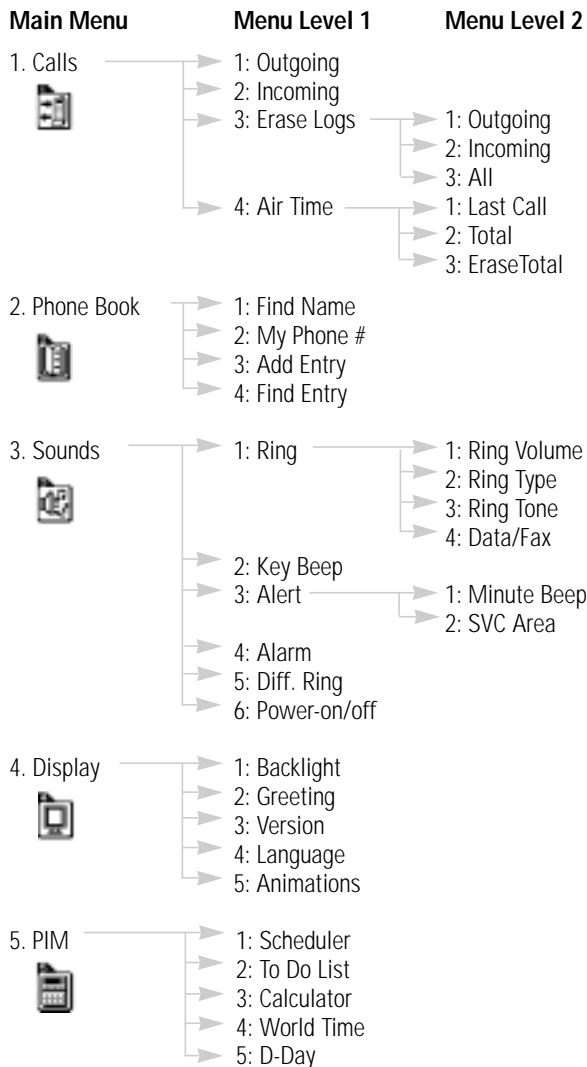 Main Menu Menu Level 1 Menu Level 2
1. Calls 1: Outgoing
2: Incoming
3: Erase Logs 1: Outgoing
2: Incoming
3: All
4: Air Time 1: Last Call
2: Total
3: EraseTotal
2. Phone Book 1: Find Name
2: My Phone #
3: Add Entry
4: Find Entry
3. Sounds 1: Ring 1: Ring Volume
2: Ring Type
3: Ring Tone
4: Data/Fax
2: Key Beep
3: Alert 1: Minute Beep
2: SVC Area
4: Alarm
5: Diff. Ring
6: Power-on/off
4. Display 1: Backlight
2: Greeting
3: Version
4: Language
5: Animations
5. PIM 1: Scheduler
2: To Do List
3: Calculator
4: World Time
5: D-Day